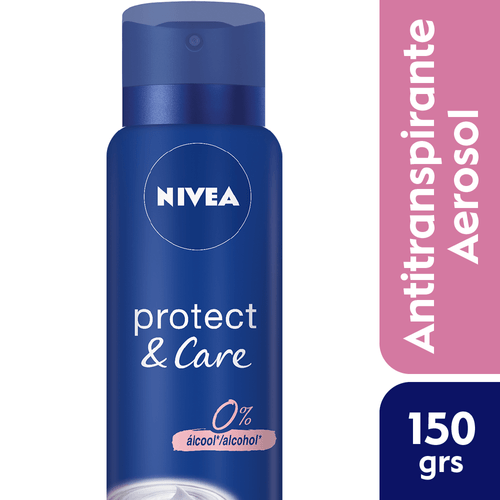 NIVEA
protect
& Care
0%
álcool*/alcohol*
Antitranspirante
Aerosol
150
grs